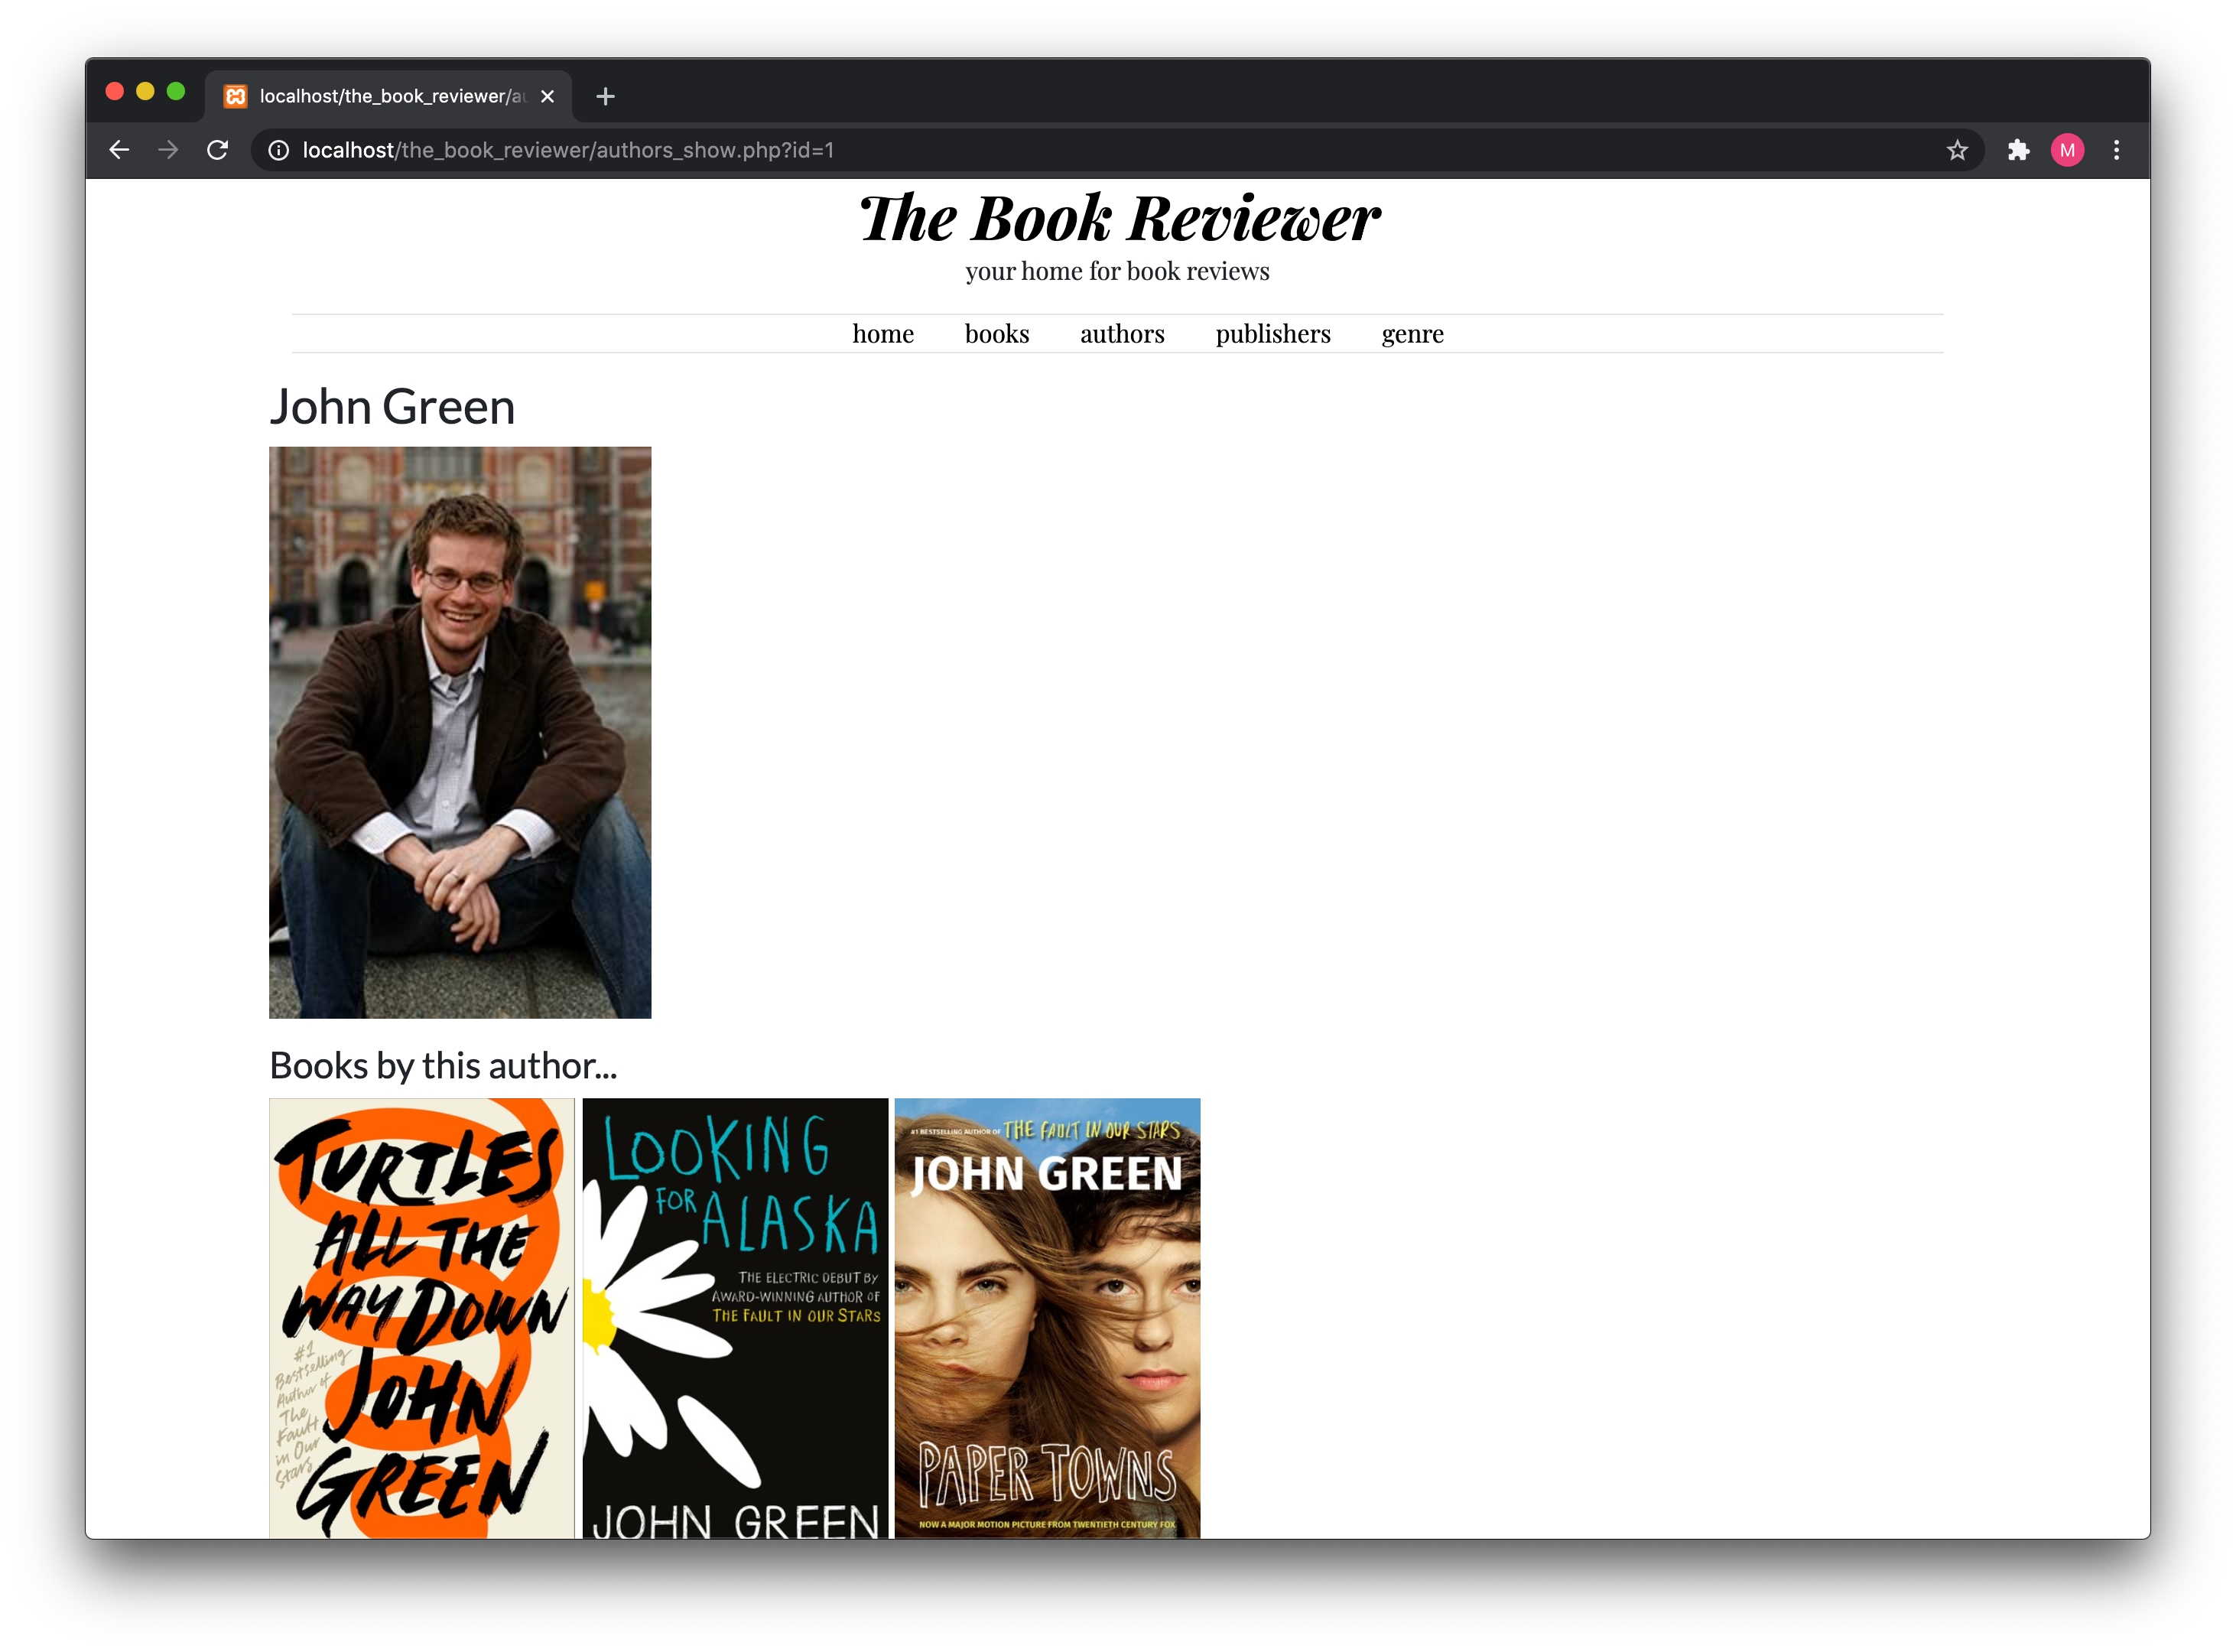 localhost/the_book_reviewer/au
localhost/the_book_reviewer/authors_show.php?id=1
M
The Book Reviewer
your home for book reviews
home books authors publishers genre
John Green
Books by this author...
TURTLES
ALL THE
WAY DOWN
#1
Bestselling
Author of
The
Fault
in Our
Stars
JOHN
GREEN
LOOKING
FOR ALASKA
THE ELECTRIC DEBUT BY
AWARD-WINNING AUTHOR OF
THE FAULT IN OUR STARS
JOHN GREEN
#1 BESTSELLING AUTHOR OF THE FAULT IN OUR STARS
JOHN GREEN
PAPER TOWNS
NOW A MAJOR MOTION PICTURE FROM TWENTIETH CENTURY FOX